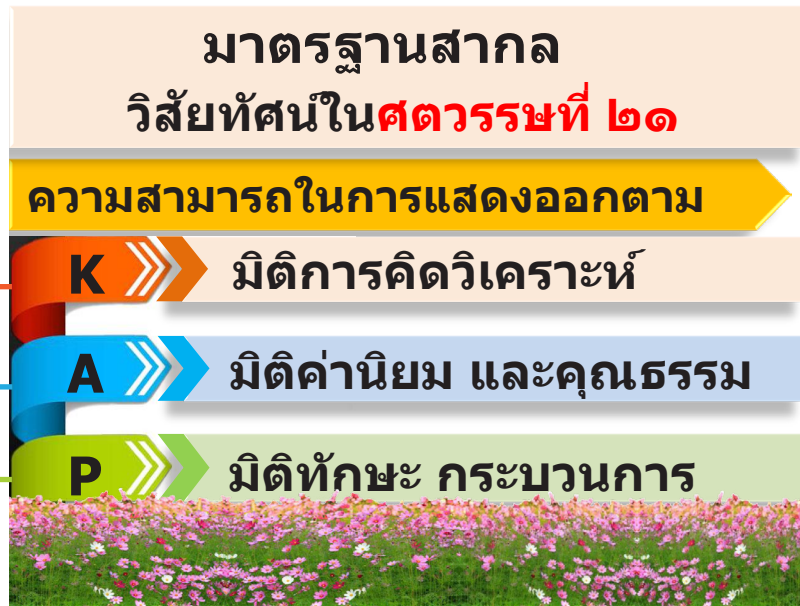 มาตรฐานสากล
วิสัยทัศน์ในศตวรรษที่ ๒๑
ความสามารถในการแสดงออกตาม
K มิติการคิดวิเคราะห์
A มิติค่านิยม และคุณธรรม
P มิติทักษะ กระบวนการ